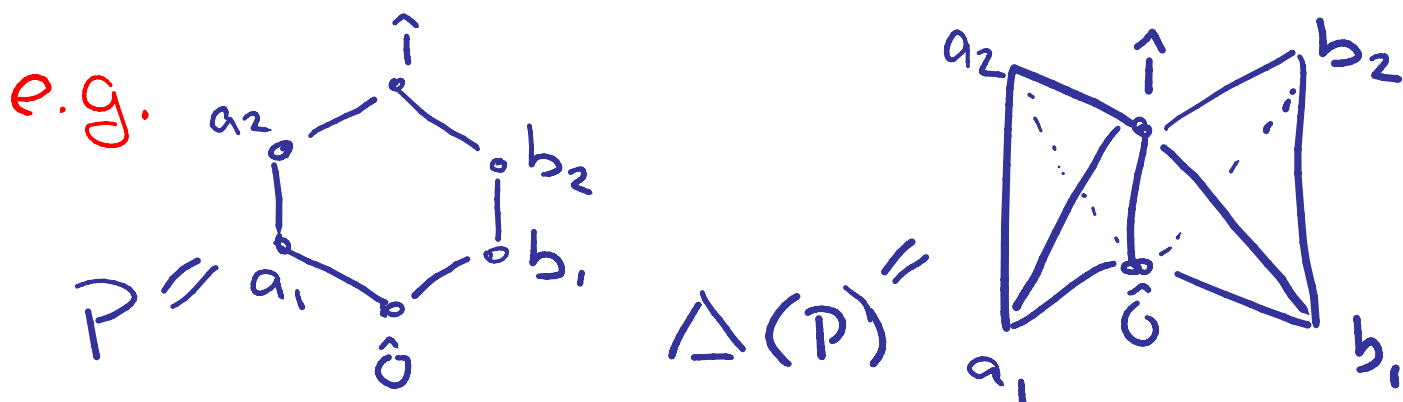 e.g.
1̂
a₂
b₂
a₁
b₁
0̂
P =
Δ(P) =
a₂
1̂
b₂
0̂
a₁
b₁